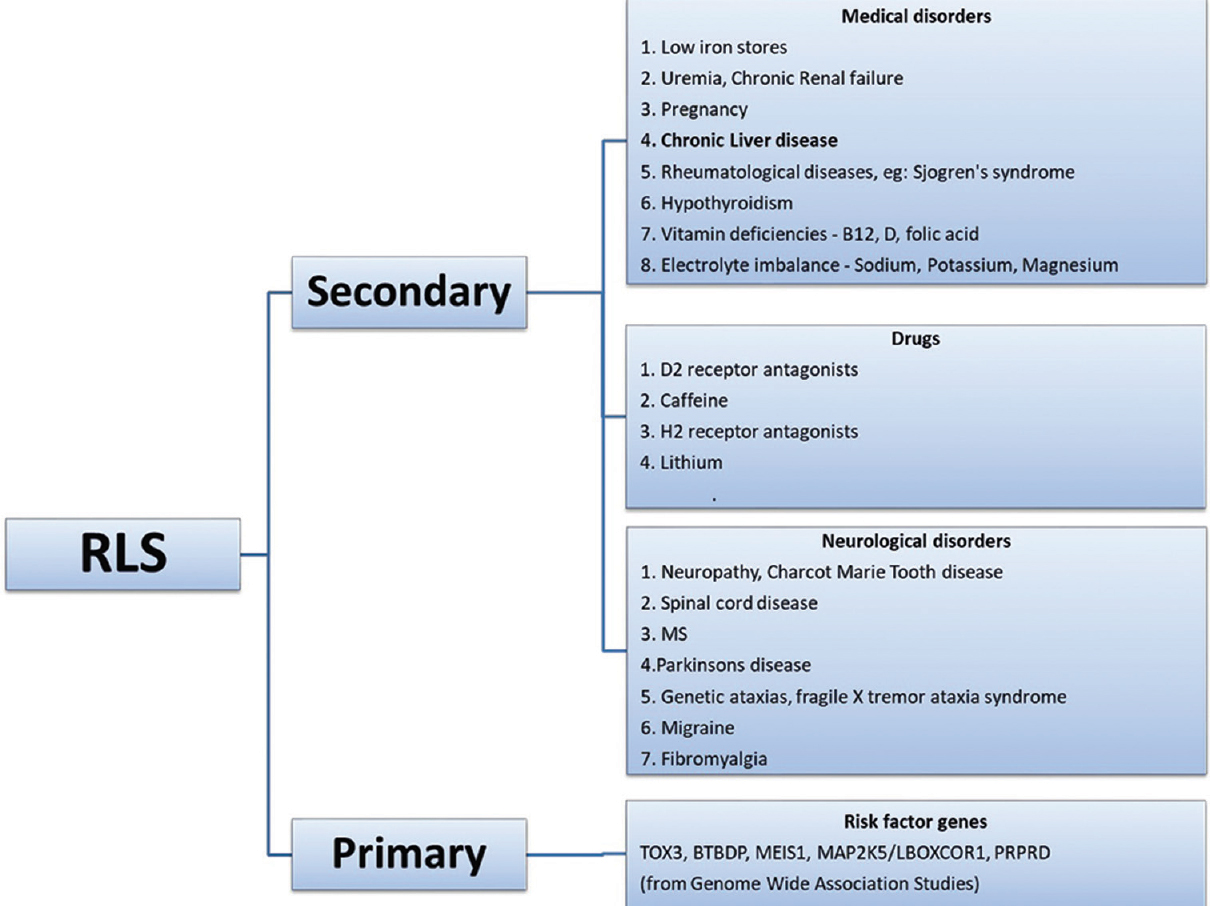 RLS
Secondary
Medical disorders
1. Low iron stores
2. Uremia, Chronic Renal failure
3. Pregnancy
4. Chronic Liver disease
5. Rheumatological diseases, eg: Sjogren's syndrome
6. Hypothyroidism
7. Vitamin deficiencies - B12, D, folic acid
8. Electrolyte imbalance - Sodium, Potassium, Magnesium
Drugs
1. D2 receptor antagonists
2. Caffeine
3. H2 receptor antagonists
4. Lithium
.
Neurological disorders
1. Neuropathy, Charcot Marie Tooth disease
2. Spinal cord disease
3. MS
4.Parkinsons disease
5. Genetic ataxias, fragile X tremor ataxia syndrome
6. Migraine
7. Fibromyalgia
Primary
Risk factor genes
TOX3, BTBDP, MEIS1, MAP2K5/LBOXCOR1, PRPRD
(from Genome Wide Association Studies)